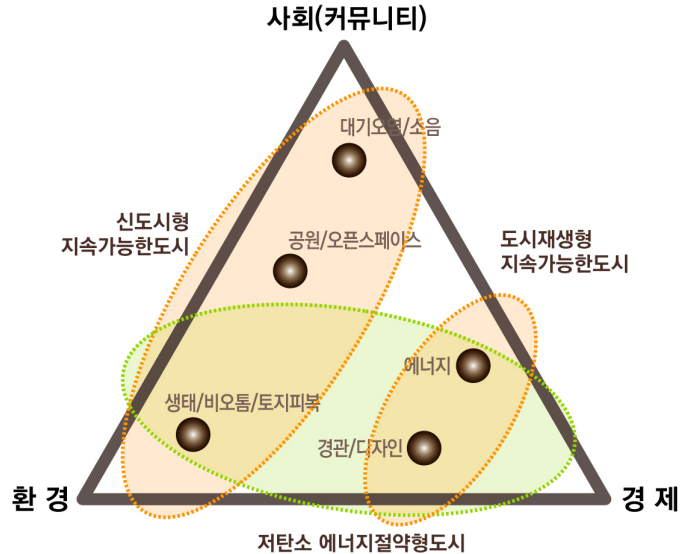 사회(커뮤니티)
대기오염/소음
신도시형
지속가능한도시
공원/오픈스페이스
도시재생형
지속가능한도시
에너지
생태/비오톰/토지피복
경관/디자인
환 경
경 제
저탄소 에너지절약형도시